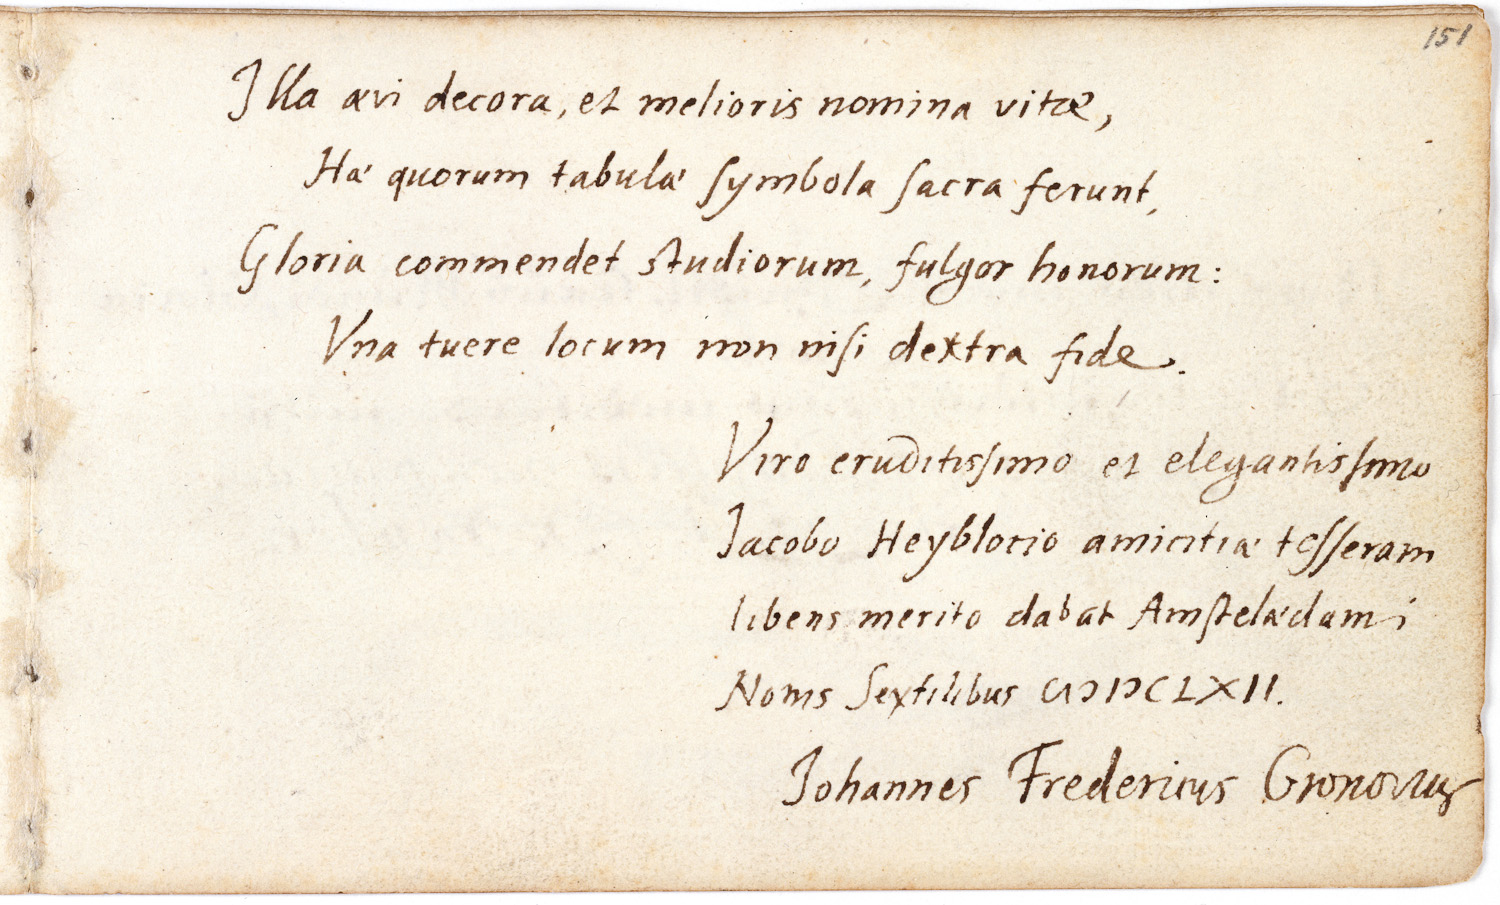 151
Illa ævi decora, et melioris nomina vitæ,
Hæ quorum tabulæ ſymbola ſacra ferunt,
Gloria commendet studiorum, fulgor honorum:
Vna tuere locum non niſi dextra fide.
Viro eruditisſimo et elegantisſimo
Jacobo Heyblocio amicitiæ teſſeram
libens merito dabat Amſtelædami
Nonis Sextilibus CIƆIƆCLXII.
Johannes Fredericus Gronovius